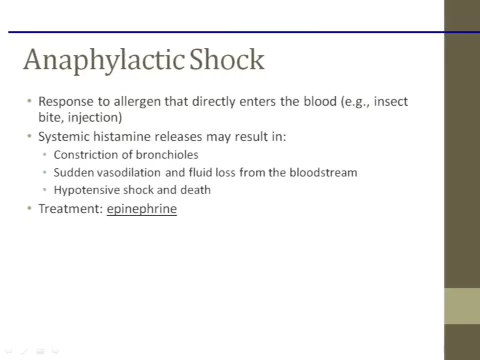 Anaphylactic Shock
• Response to allergen that directly enters the blood (e.g., insect
bite, injection)
• Systemic histamine releases may result in:
• Constriction of bronchioles
• Sudden vasodilation and fluid loss from the bloodstream
• Hypotensive shock and death
• Treatment: epinephrine